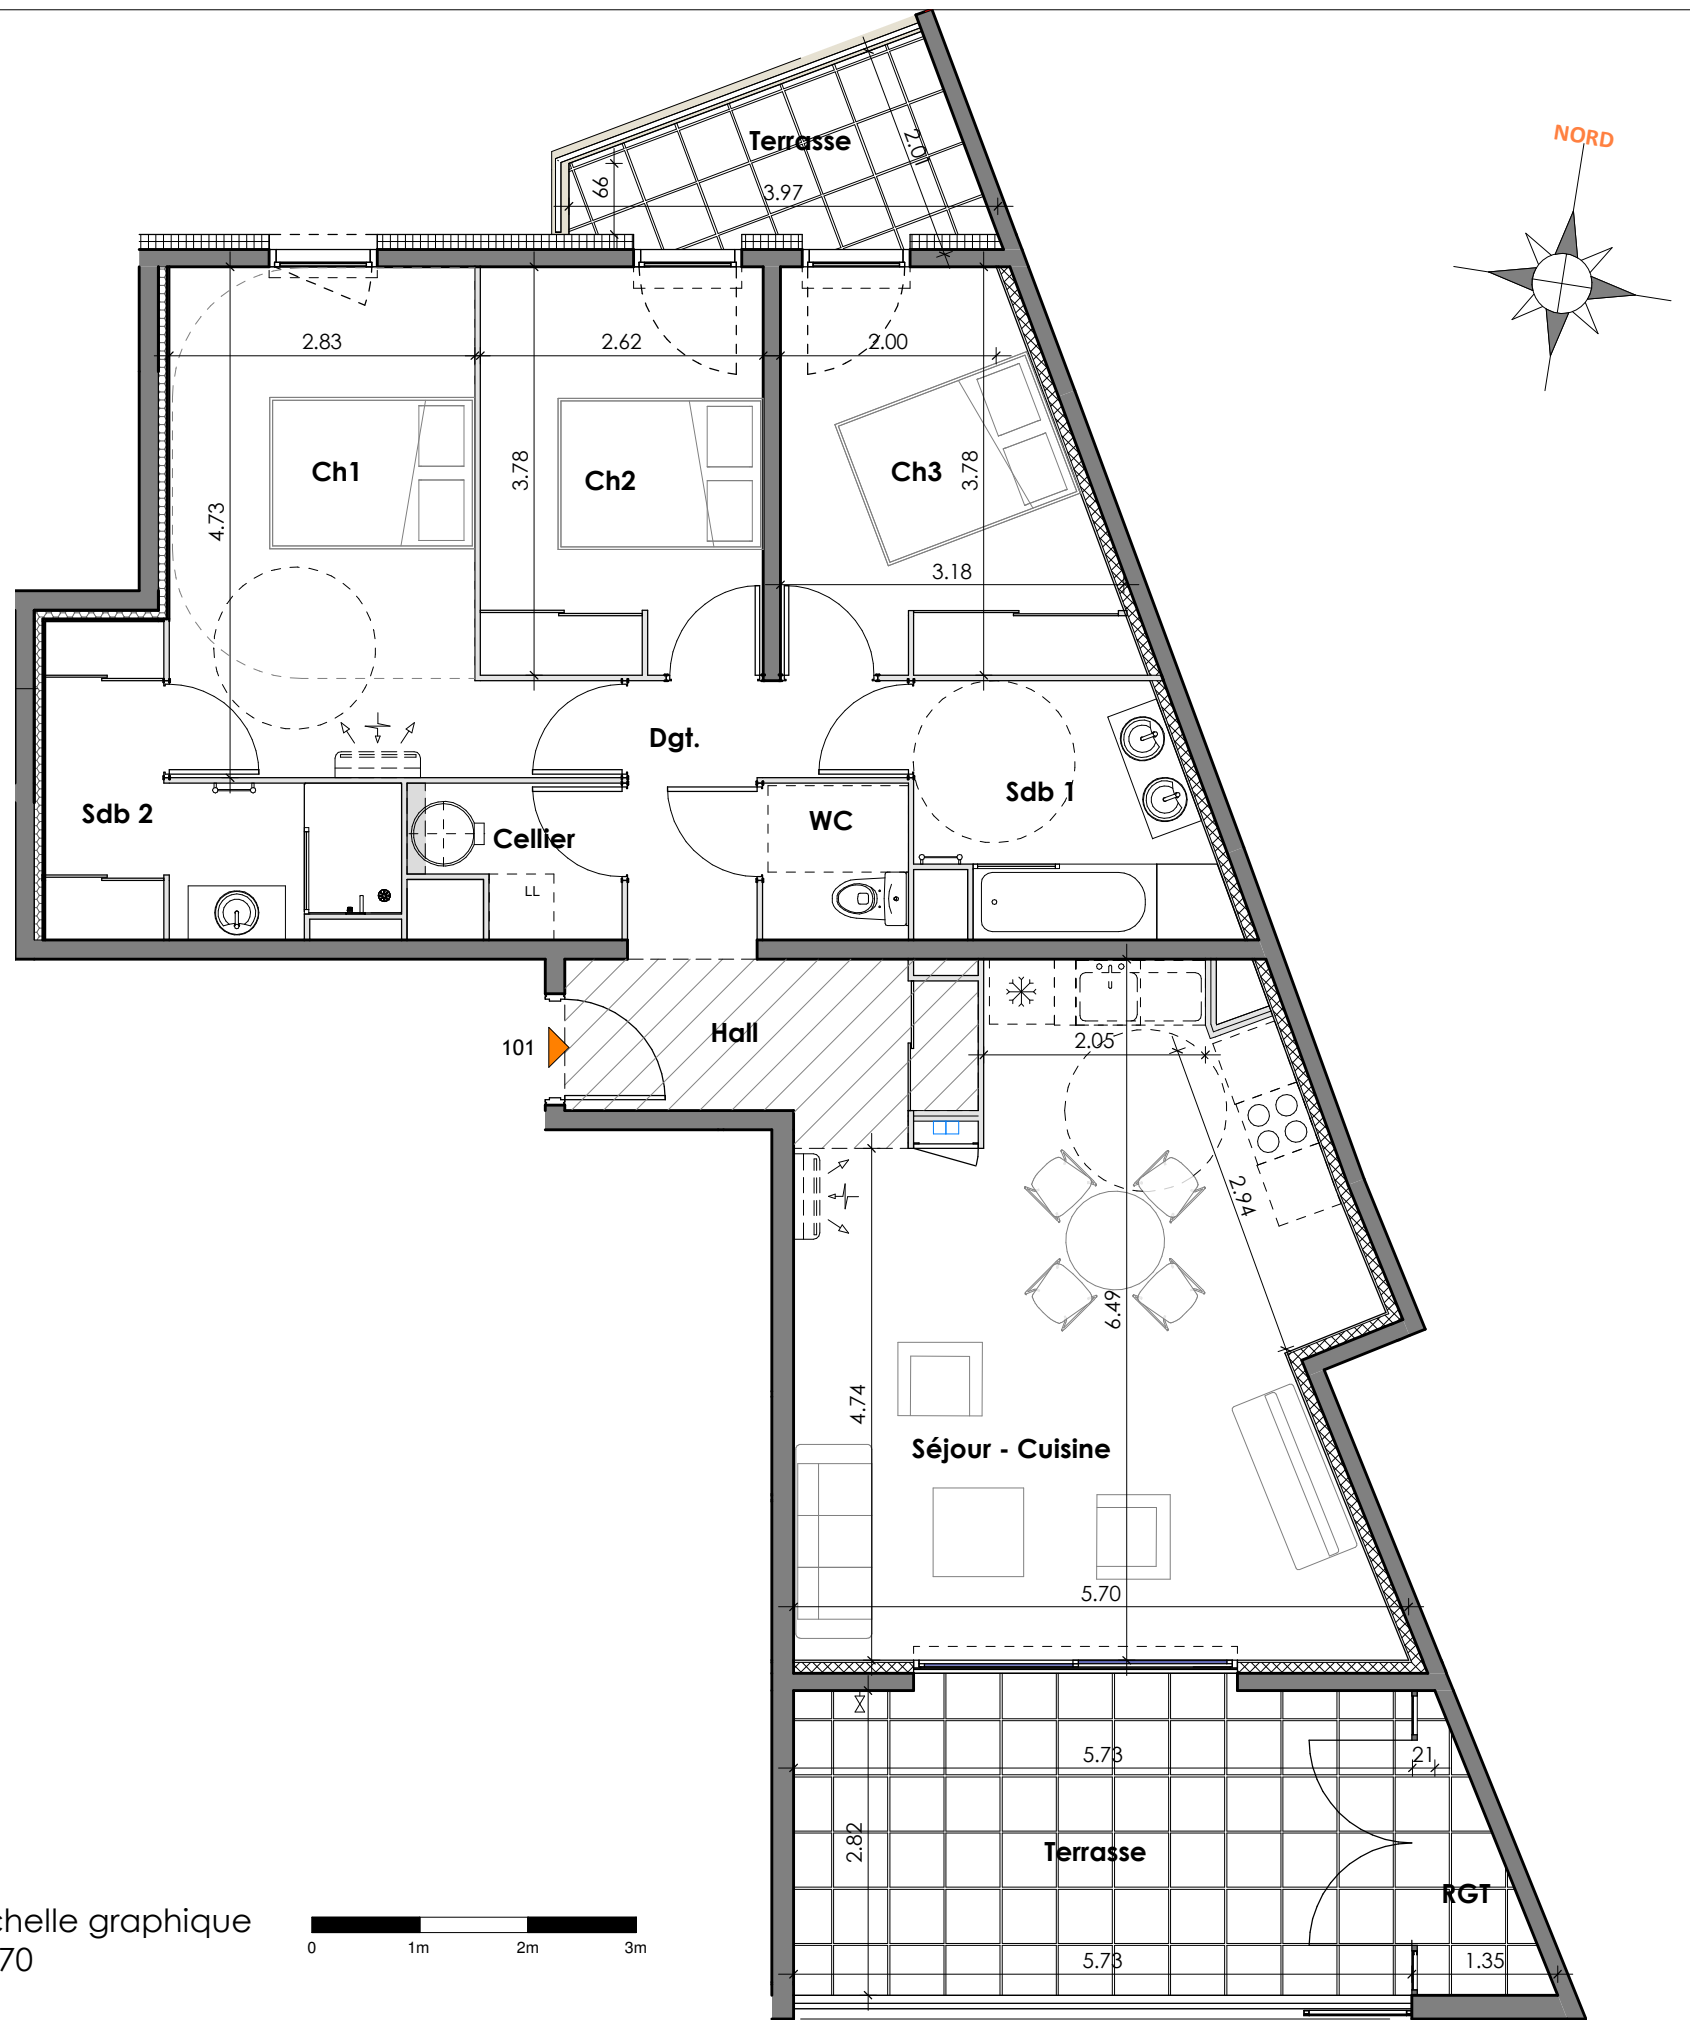 NORD
Terrasse
2.01
66
3.97
2.83
2.62
2.00
Ch1
Ch2
Ch3
4.73
3.78
3.78
3.18
Dgt.
Sdb 2
Cellier
WC
Sdb 1
LL
101
Hall
2.05
2.94
6.49
4.74
Séjour - Cuisine
5.70
5.73
21
2.82
Terrasse
RGT
5.73
1.35
chelle graphique
70
0
1m
2m
3m